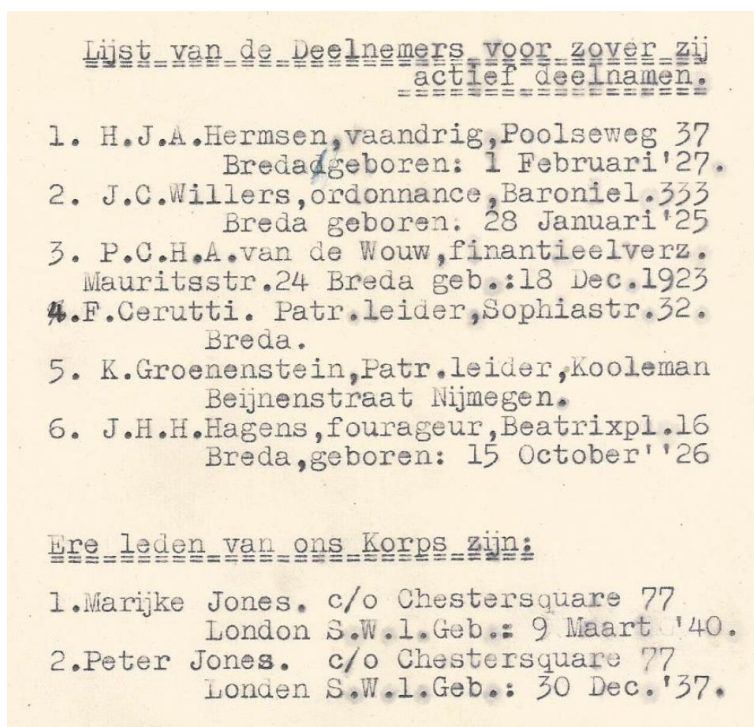 Lijst van de Deelnemers voor zover zij
actief deelnamen.
1. H.J.A.Hermsen,vaandrig,Poolseweg 37
Breda,geboren: 1 Februari'27.
2. J.C.Willers,ordonnance,Baroniel.333
Breda geboren. 28 Januari'25
3. P.C.H.A.van de Wouw,finantieelverz.
Mauritsstr.24 Breda geb.:18 Dec.1923
4.F.Cerutti. Patr.leider,Sophiastr.32.
Breda.
5. K.Groenenstein,Patr.leider,Kooleman
Beijnenstraat Nijmegen.
6. J.H.H.Hagens,fourageur,Beatrixpl.16
Breda,geboren: 15 October''26
Ere leden van ons Korps zijn:
1.Marijke Jones. c/o Chestersquare 77
London S.W.1.Geb.: 9 Maart '40.
2.Peter Jones. c/o Chestersquare 77
Londen S.W.1.Geb.: 30 Dec.'37.